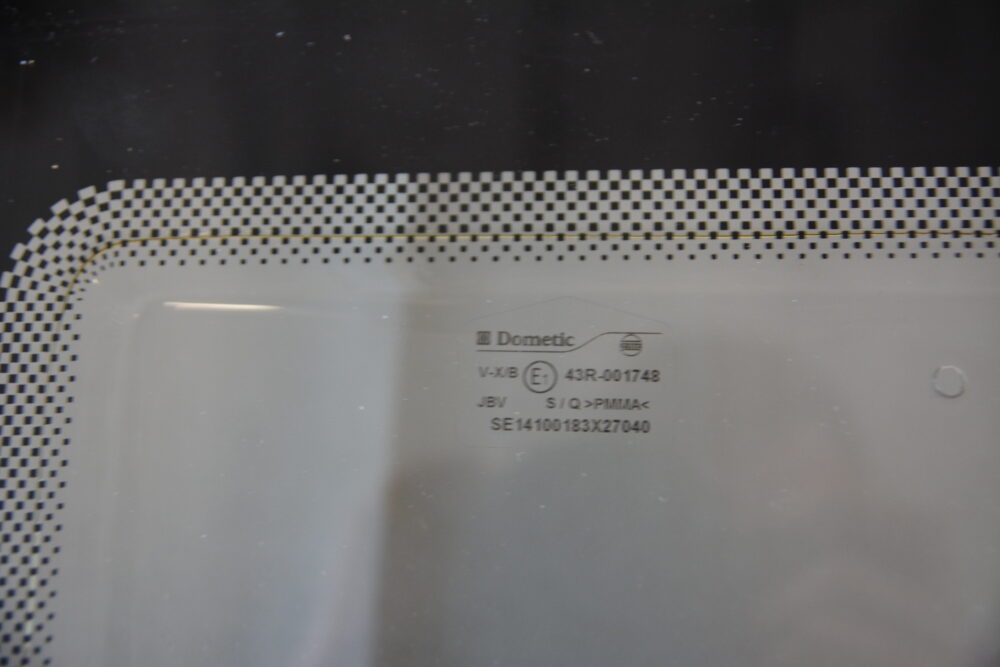 Dometic
V-X/B E1 43R-001748
JBV S / Q >PMMA<
SE14100183X27040